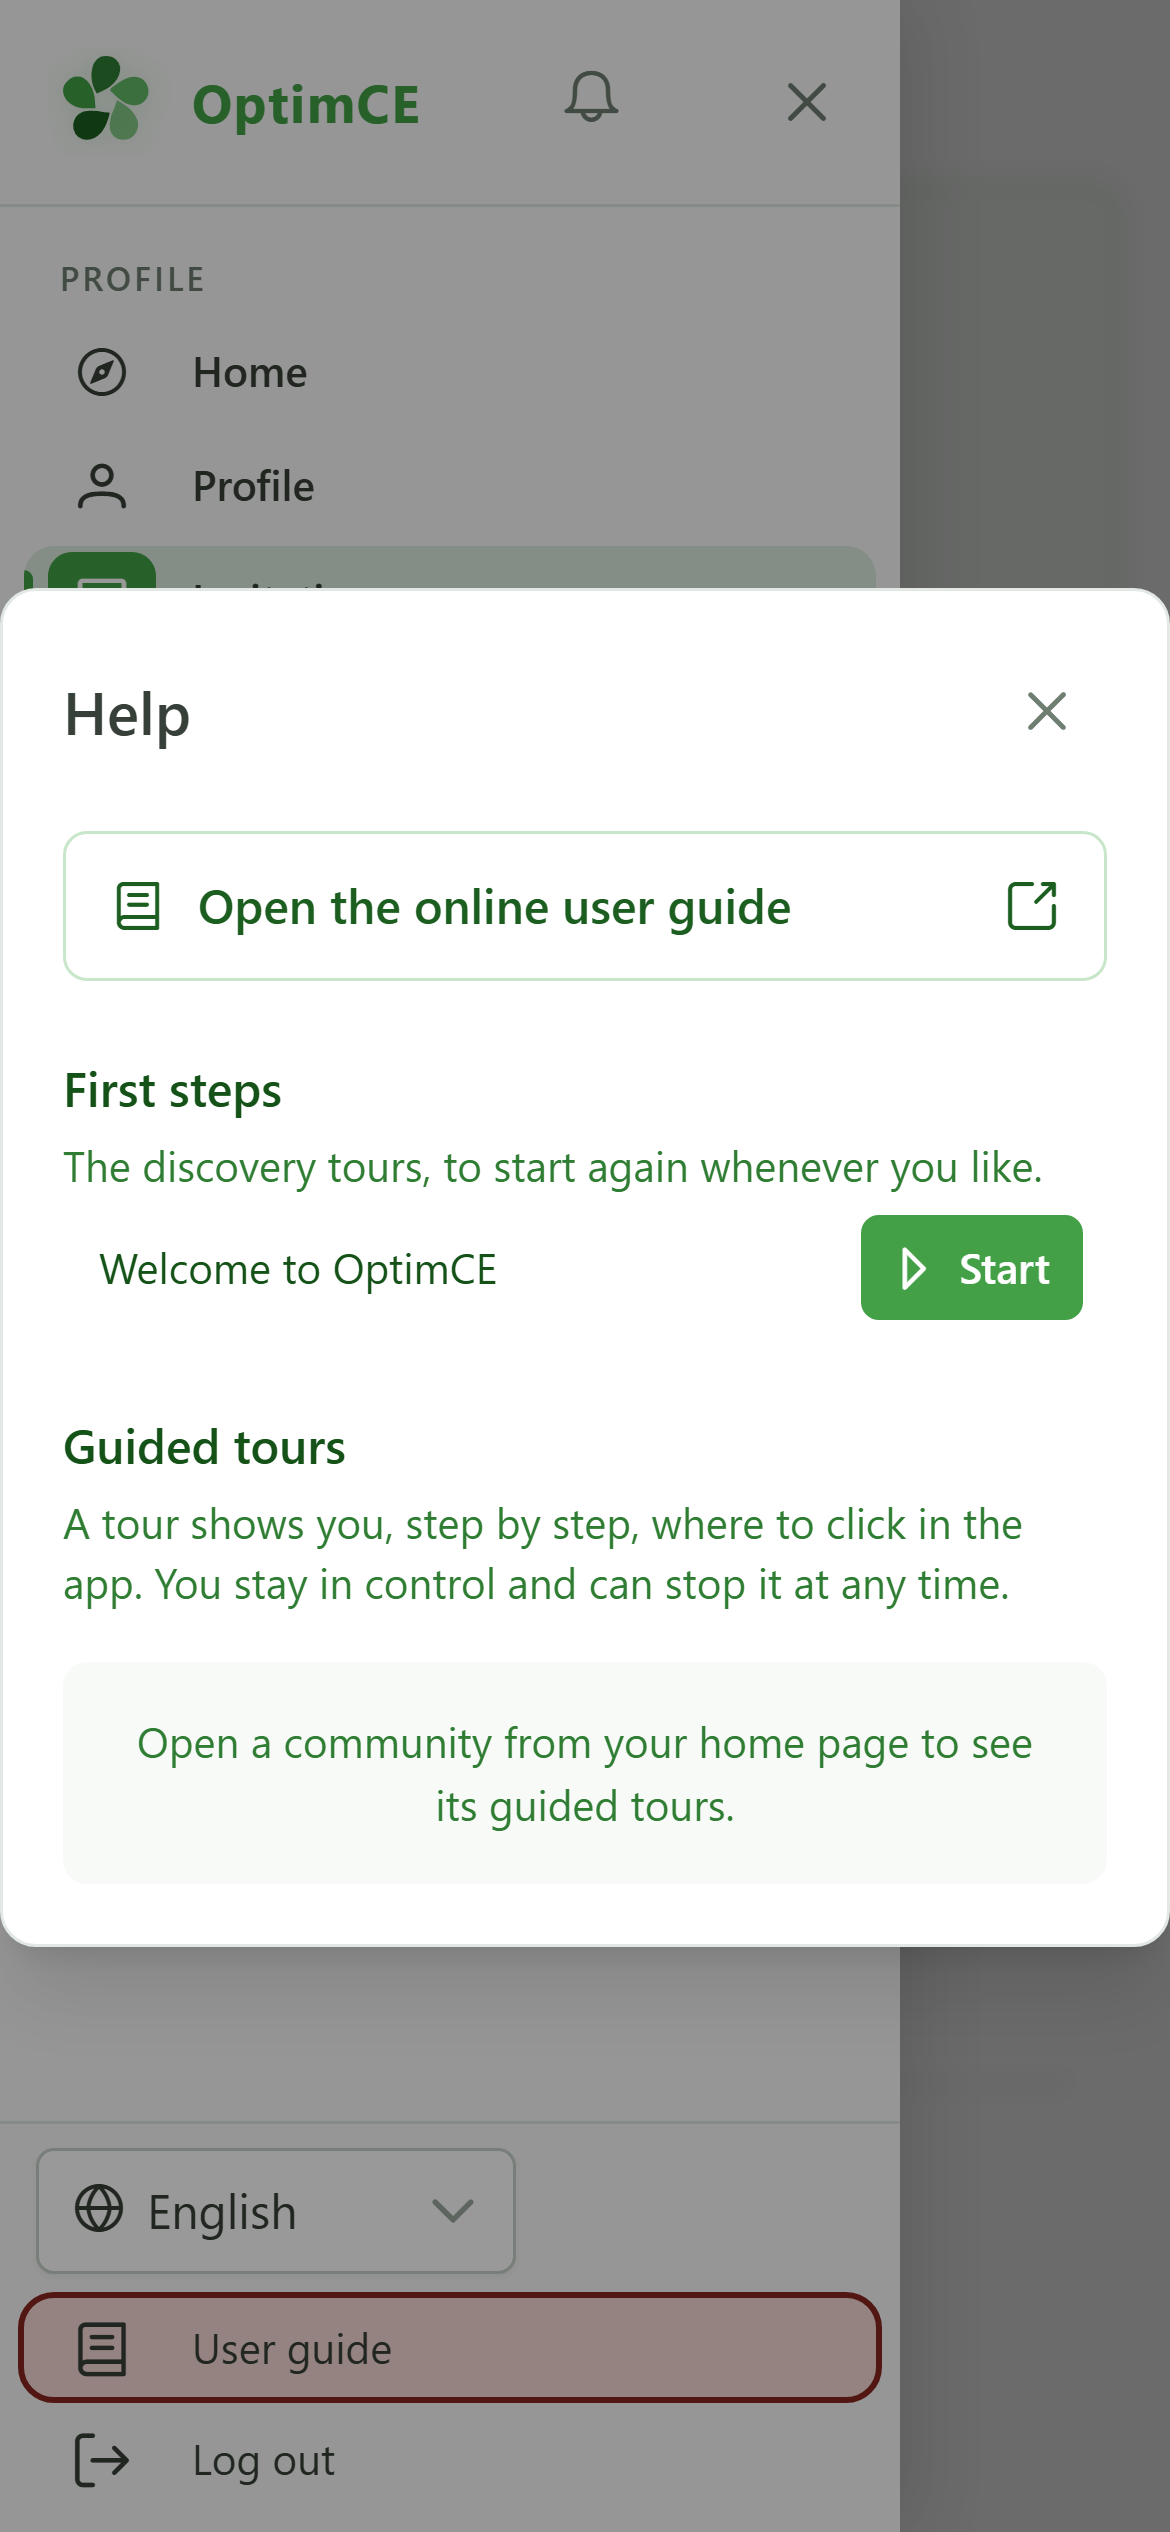 OptimCE
PROFILE
Home
Profile
Help
Open the online user guide
First steps
The discovery tours, to start again whenever you like.
Welcome to OptimCE
Start
Guided tours
A tour shows you, step by step, where to click in the
app. You stay in control and can stop it at any time.
Open a community from your home page to see
its guided tours.
English
User guide
Log out